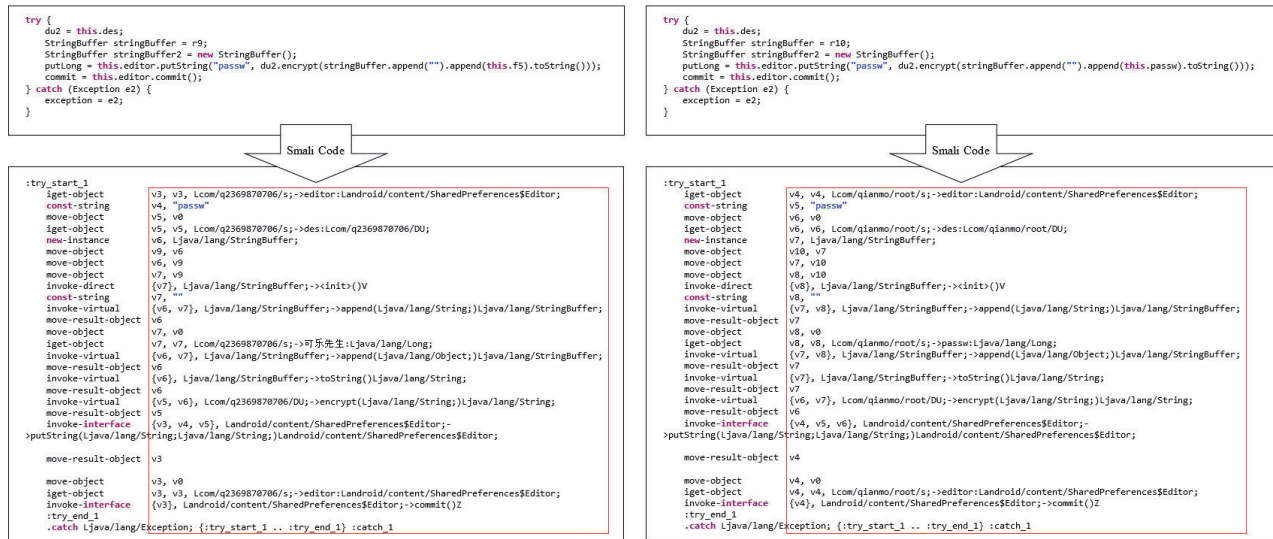 try {
du2 = this.des;
StringBuffer stringBuffer = r9;
StringBuffer stringBuffer2 = new StringBuffer();
putLong = this.editor.putString("passw", du2.encrypt(stringBuffer.append("").append(this.f5).toString()));
commit = this.editor.commit();
} catch (Exception e2) {
exception = e2;
}
Smali Code
:try_start_1
iget-object v3, v3, Lcom/q2369870706/s;->editor:Landroid/content/SharedPreferences$Editor;
const-string v4, "passw"
move-object v5, v0
iget-object v5, v5, Lcom/q2369870706/s;->des:Lcom/q2369870706/DU;
new-instance v6, Ljava/lang/StringBuffer;
move-object v9, v6
move-object v6, v9
move-object v7, v9
invoke-direct {v7}, Ljava/lang/StringBuffer;-><init>()V
const-string v7, ""
invoke-virtual {v6, v7}, Ljava/lang/StringBuffer;->append(Ljava/lang/String;)Ljava/lang/StringBuffer;
move-result-object v6
move-object v7, v0
iget-object v7, v7, Lcom/q2369870706/s;->可乐先生:Ljava/lang/Long;
invoke-virtual {v6, v7}, Ljava/lang/StringBuffer;->append(Ljava/lang/Object;)Ljava/lang/StringBuffer;
move-result-object v6
invoke-virtual {v6}, Ljava/lang/StringBuffer;->toString()Ljava/lang/String;
move-result-object v6
invoke-virtual {v5, v6}, Lcom/q2369870706/DU;->encrypt(Ljava/lang/String;)Ljava/lang/String;
move-result-object v5
invoke-interface {v3, v4, v5}, Landroid/content/SharedPreferences$Editor;-
>putString(Ljava/lang/String;Ljava/lang/String;)Landroid/content/SharedPreferences$Editor;
move-result-object v3
move-object v3, v0
iget-object v3, v3, Lcom/q2369870706/s;->editor:Landroid/content/SharedPreferences$Editor;
invoke-interface {v3}, Landroid/content/SharedPreferences$Editor;->commit()Z
:try_end_1
.catch Ljava/lang/Exception; {:try_start_1 .. :try_end_1} :catch_1
try {
du2 = this.des;
StringBuffer stringBuffer = r10;
StringBuffer stringBuffer2 = new StringBuffer();
putLong = this.editor.putString("passw", du2.encrypt(stringBuffer.append("").append(this.passw).toString()));
commit = this.editor.commit();
} catch (Exception e2) {
exception = e2;
}
Smali Code
:try_start_1
iget-object v4, v4, Lcom/qianmo/root/s;->editor:Landroid/content/SharedPreferences$Editor;
const-string v5, "passw"
move-object v6, v0
iget-object v6, v6, Lcom/qianmo/root/s;->des:Lcom/qianmo/root/DU;
new-instance v7, Ljava/lang/StringBuffer;
move-object v10, v7
move-object v7, v10
move-object v8, v10
invoke-direct {v8}, Ljava/lang/StringBuffer;-><init>()V
const-string v8, ""
invoke-virtual {v7, v8}, Ljava/lang/StringBuffer;->append(Ljava/lang/String;)Ljava/lang/StringBuffer;
move-result-object v7
move-object v8, v0
iget-object v8, v8, Lcom/qianmo/root/s;->passw:Ljava/lang/Long;
invoke-virtual {v7, v8}, Ljava/lang/StringBuffer;->append(Ljava/lang/Object;)Ljava/lang/StringBuffer;
move-result-object v7
invoke-virtual {v7}, Ljava/lang/StringBuffer;->toString()Ljava/lang/String;
move-result-object v7
invoke-virtual {v6, v7}, Lcom/qianmo/root/DU;->encrypt(Ljava/lang/String;)Ljava/lang/String;
move-result-object v6
invoke-interface {v4, v5, v6}, Landroid/content/SharedPreferences$Editor;-
>putString(Ljava/lang/String;Ljava/lang/String;)Landroid/content/SharedPreferences$Editor;
move-result-object v4
move-object v4, v0
iget-object v4, v4, Lcom/qianmo/root/s;->editor:Landroid/content/SharedPreferences$Editor;
invoke-interface {v4}, Landroid/content/SharedPreferences$Editor;->commit()Z
:try_end_1
.catch Ljava/lang/Exception; {:try_start_1 .. :try_end_1} :catch_1